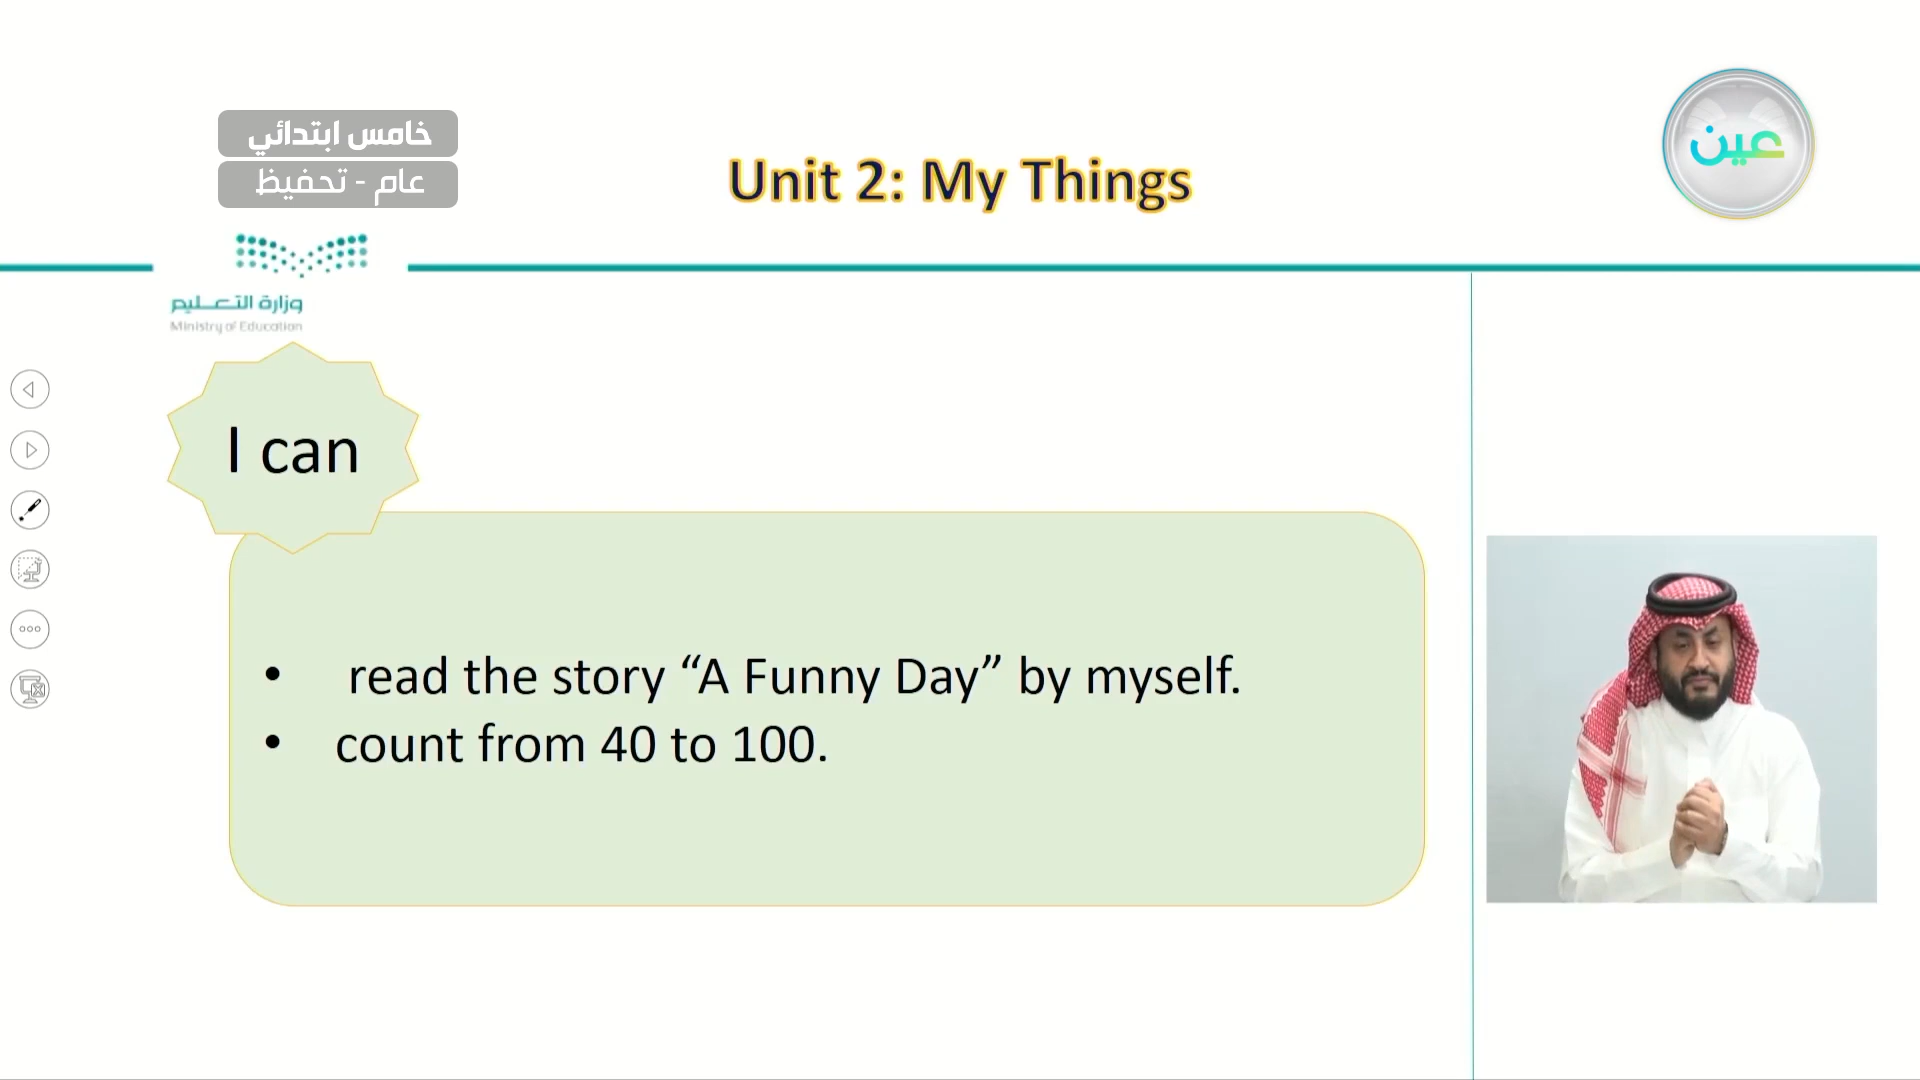 خامس ابتدائي
عام - تحفيظ
Unit 2: My Things
عين
وزارة التعليم
Ministry of Education
I can
• read the story “A Funny Day” by myself.
• count from 40 to 100.